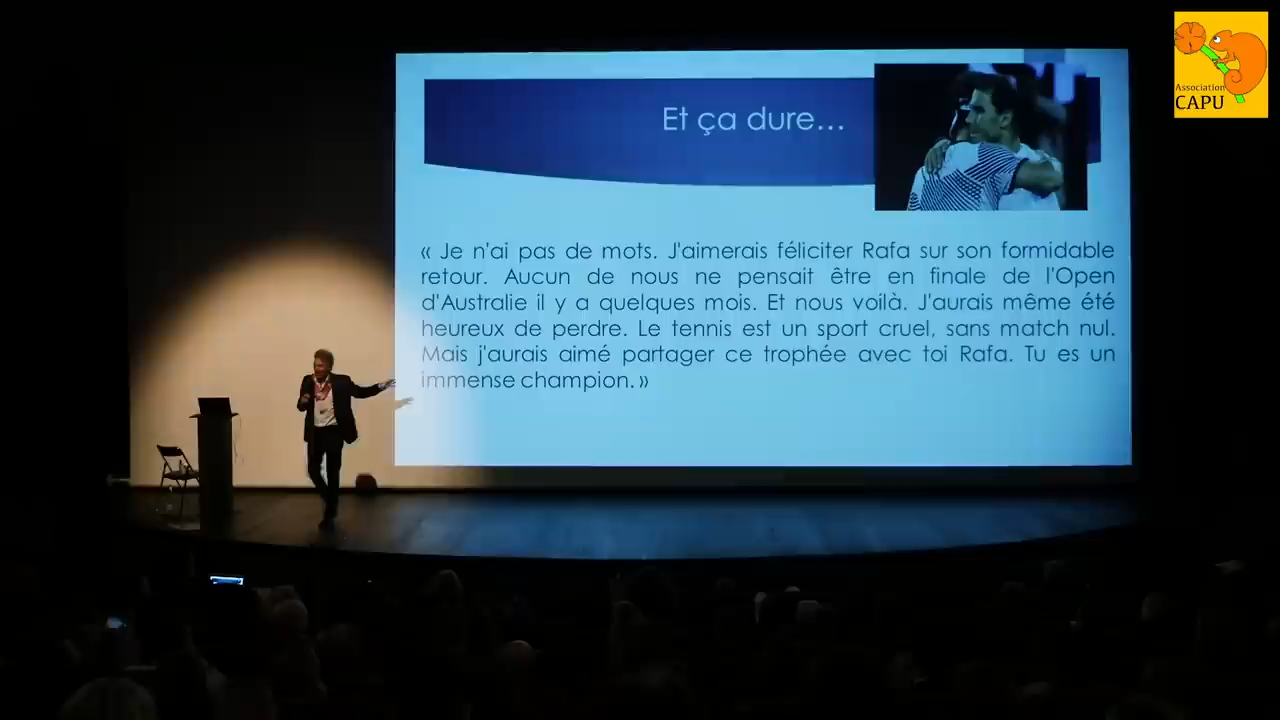 Association
CAPU
Et ça dure...
« Je n'ai pas de mots. J'aimerais féliciter Rafa sur son formidable
retour. Aucun de nous ne pensait être en finale de l'Open
d'Australie il y a quelques mois. Et nous voilà. J'aurais même été
heureux de perdre. Le tennis est un sport cruel, sans match nul.
Mais j'aurais aimé partager ce trophée avec toi Rafa. Tu es un
immense champion. »